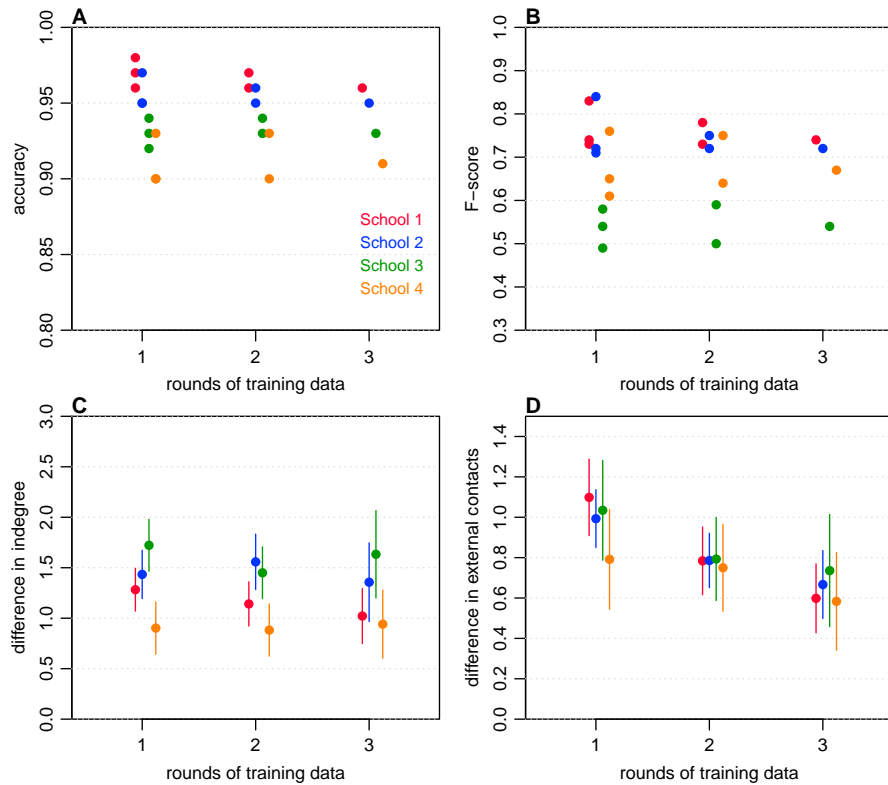 A
accuracy
1.00
0.95
0.90
0.85
0.80
School 1
School 2
School 3
School 4
1 2 3
rounds of training data
B
F−score
1.0
0.9
0.8
0.7
0.6
0.5
0.4
0.3
1 2 3
rounds of training data
C
difference in indegree
3.0
2.5
2.0
1.5
1.0
0.5
0.0
1 2 3
rounds of training data
D
difference in external contacts
1.4
1.2
1.0
0.8
0.6
0.4
0.2
0.0
1 2 3
rounds of training data